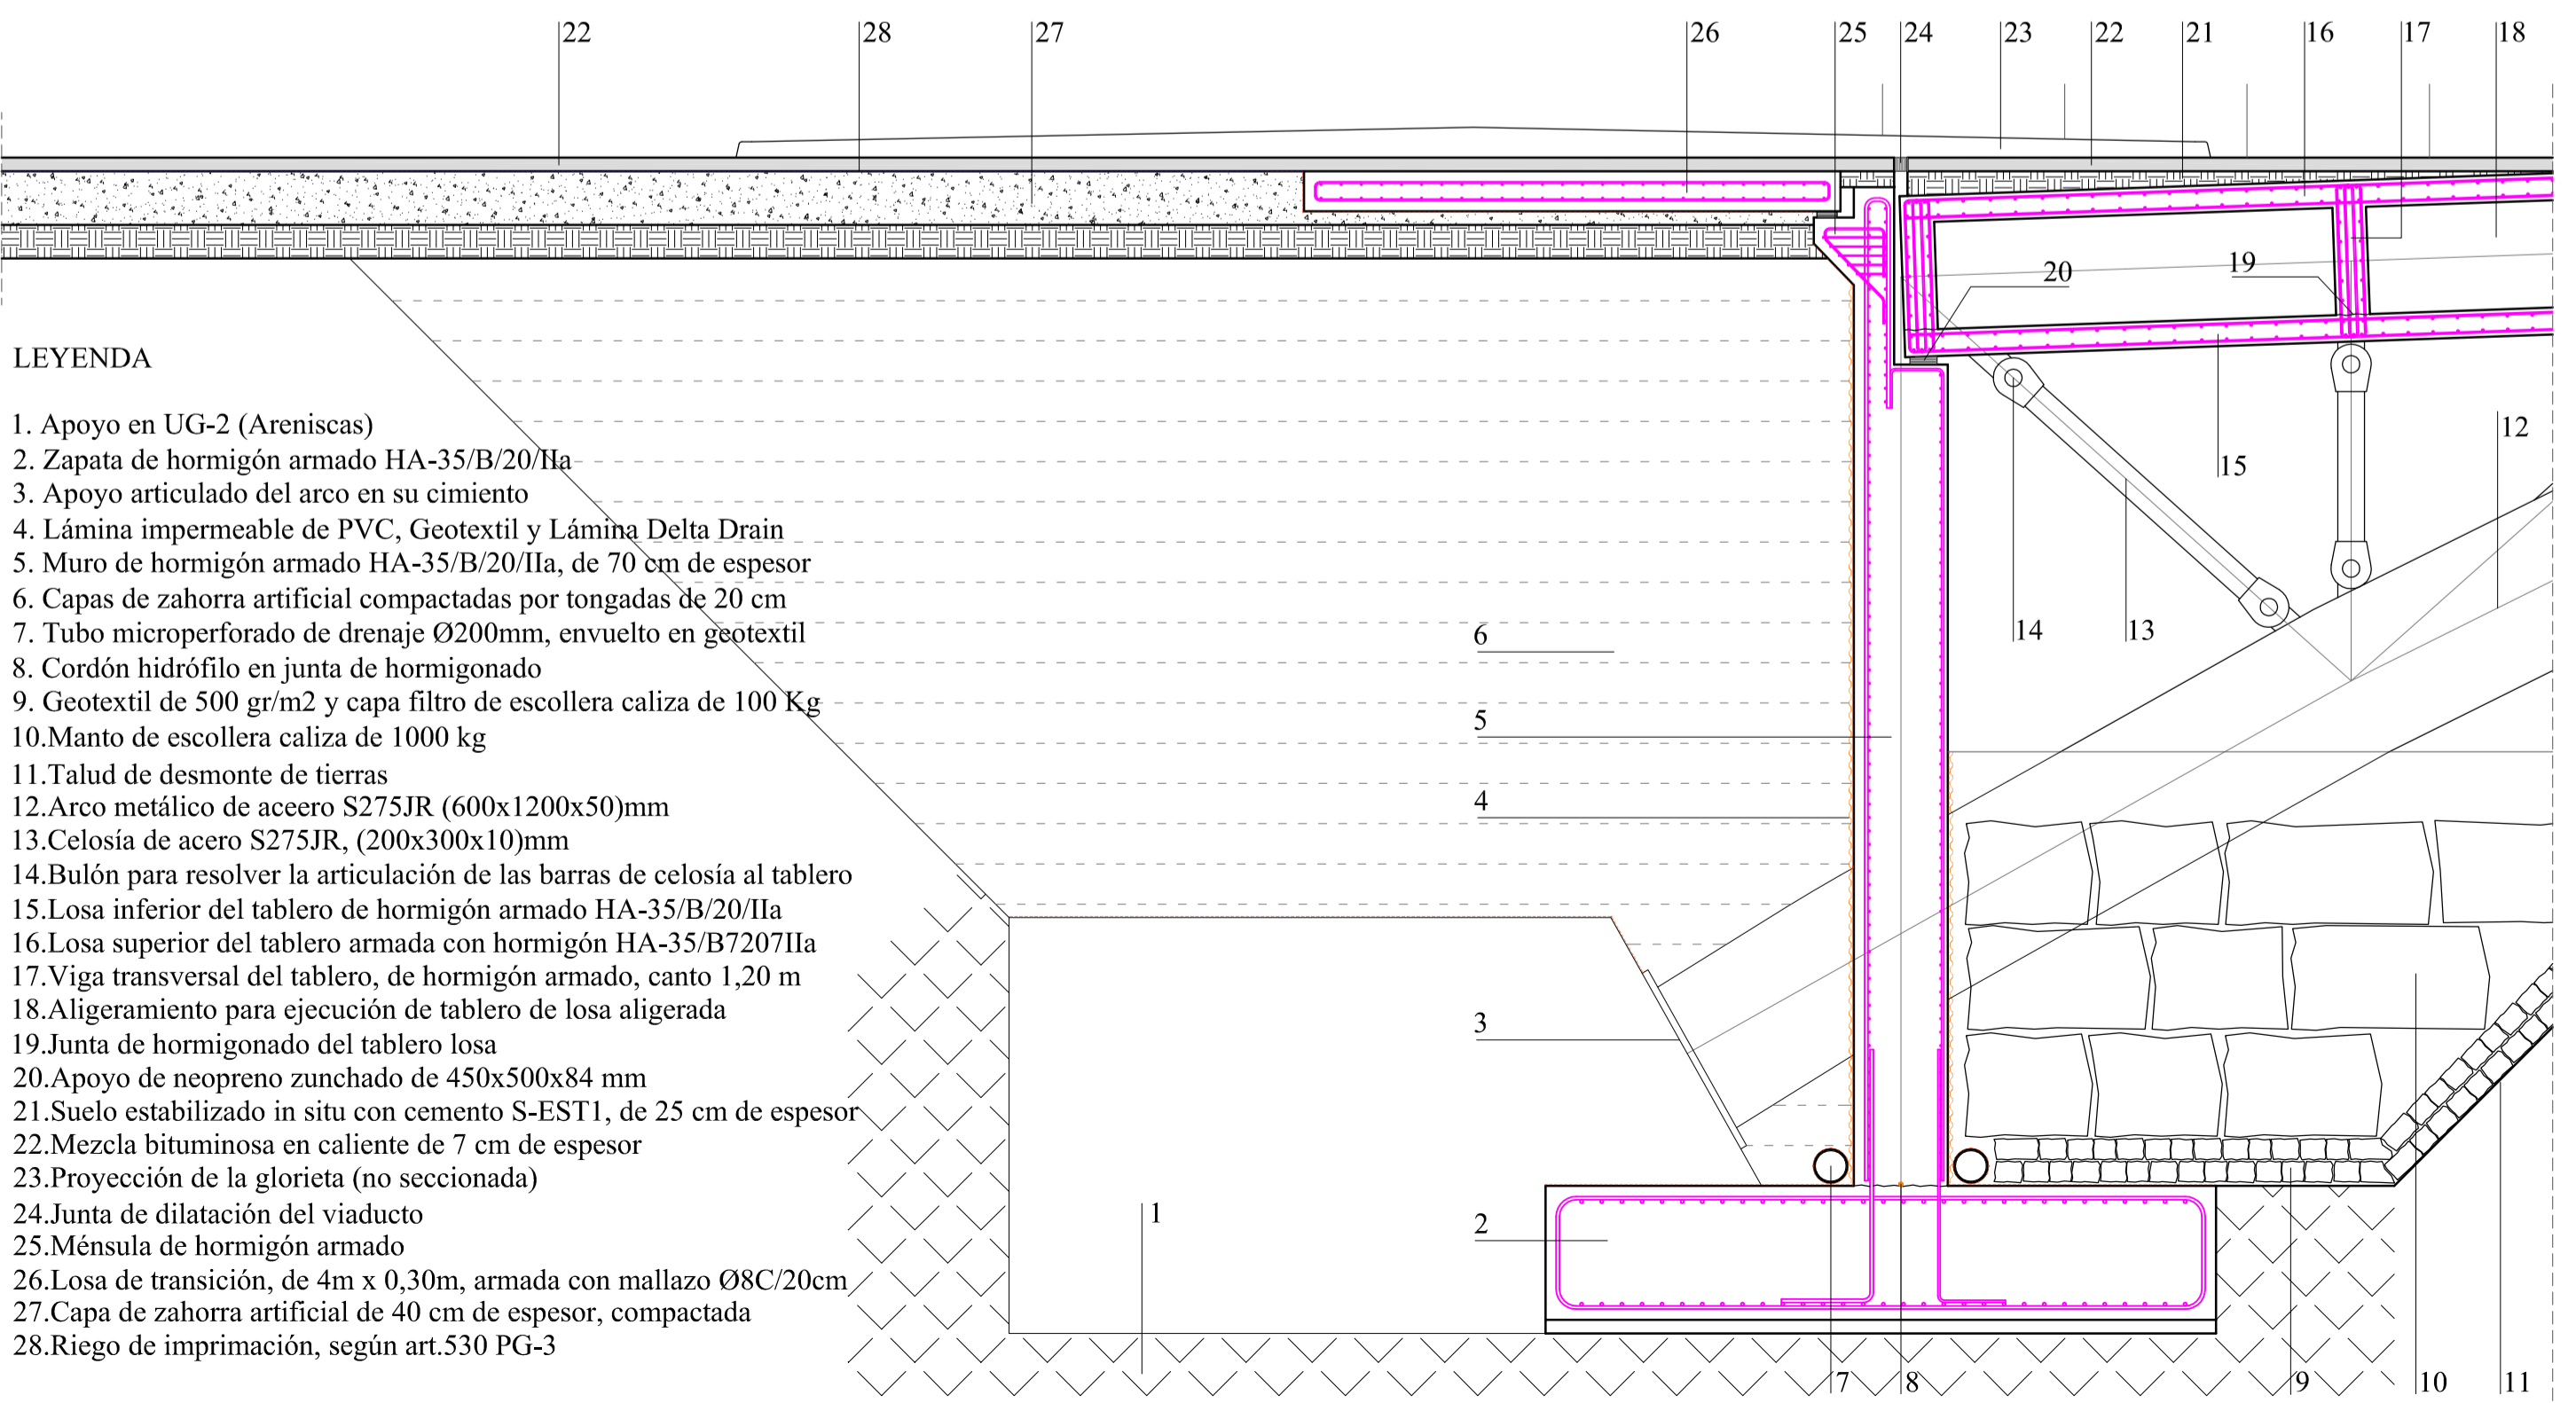 22 28 27 26 25 24 23 22 21 16 17 18
20 19
LEYENDA
1. Apoyo en UG-2 (Areniscas)
2. Zapata de hormigón armado HA-35/B/20/IIa
3. Apoyo articulado del arco en su cimiento
4. Lámina impermeable de PVC, Geotextil y Lámina Delta Drain
5. Muro de hormigón armado HA-35/B/20/IIa, de 70 cm de espesor
6. Capas de zahorra artificial compactadas por tongadas de 20 cm
7. Tubo microperforado de drenaje Ø200mm, envuelto en geotextil
8. Cordón hidrófilo en junta de hormigonado
9. Geotextil de 500 gr/m2 y capa filtro de escollera caliza de 100 Kg
10.Manto de escollera caliza de 1000 kg
11.Talud de desmonte de tierras
12.Arco metálico de aceero S275JR (600x1200x50)mm
13.Celosía de acero S275JR, (200x300x10)mm
14.Bulón para resolver la articulación de las barras de celosía al tablero
15.Losa inferior del tablero de hormigón armado HA-35/B/20/IIa
16.Losa superior del tablero armada con hormigón HA-35/B7207IIa
17.Viga transversal del tablero, de hormigón armado, canto 1,20 m
18.Aligeramiento para ejecución de tablero de losa aligerada
19.Junta de hormigonado del tablero losa
20.Apoyo de neopreno zunchado de 450x500x84 mm
21.Suelo estabilizado in situ con cemento S-EST1, de 25 cm de espesor
22.Mezcla bituminosa en caliente de 7 cm de espesor
23.Proyección de la glorieta (no seccionada)
24.Junta de dilatación del viaducto
25.Ménsula de hormigón armado
26.Losa de transición, de 4m x 0,30m, armada con mallazo Ø8C/20cm
27.Capa de zahorra artificial de 40 cm de espesor, compactada
28.Riego de imprimación, según art.530 PG-3
12
15
6 14 13
5
4
3
1 2
7 8 9 10 11